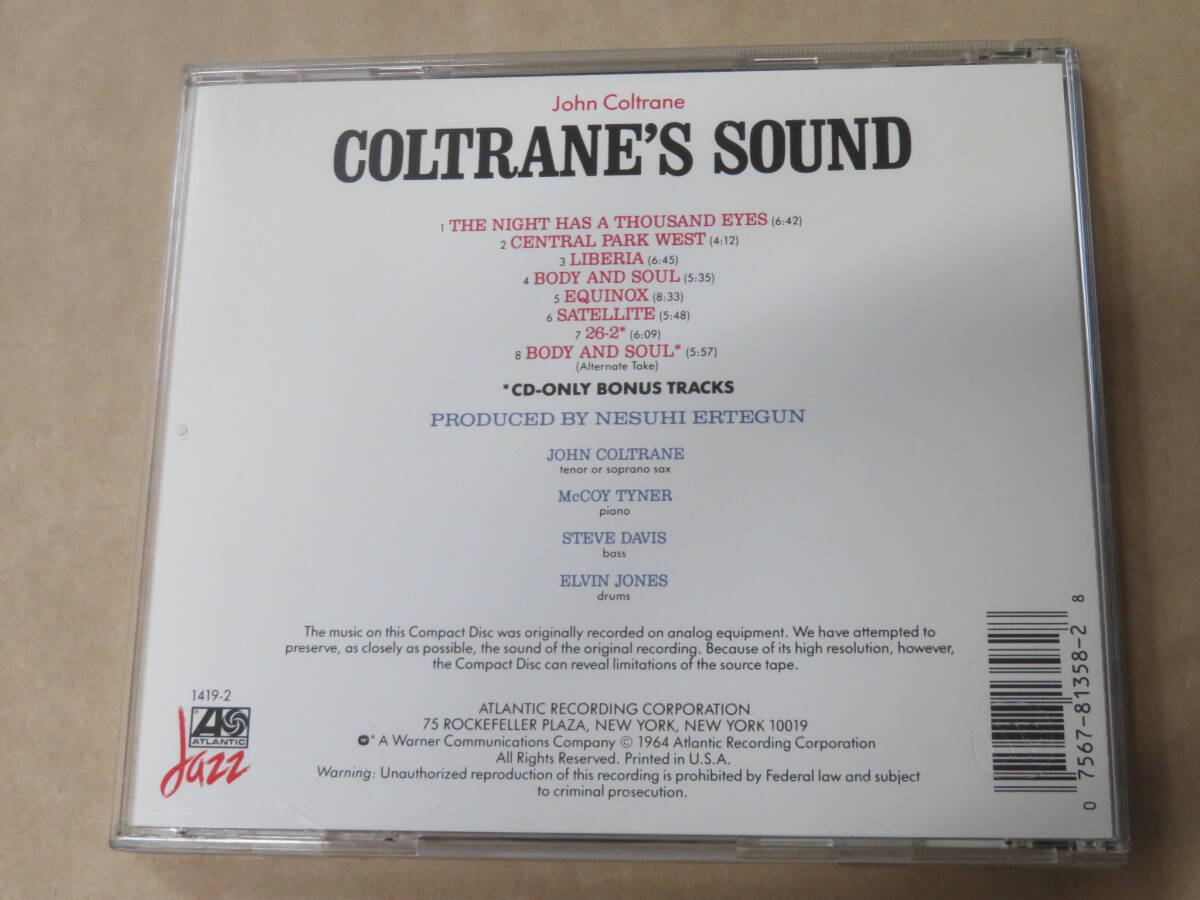 John Coltrane
COLTRANE'S SOUND
1 THE NIGHT HAS A THOUSAND EYES (6:42)
2 CENTRAL PARK WEST (4:12)
3 LIBERIA (6:45)
4 BODY AND SOUL (5:35)
5 EQUINOX (8:33)
6 SATELLITE (5:48)
7 26-2* (6:09)
8 BODY AND SOUL* (5:57)
(Alternate Take)
*CD-ONLY BONUS TRACKS
PRODUCED BY NESUHI ERTEGUN
JOHN COLTRANE
tenor or soprano sax
McCOY TYNER
piano
STEVE DAVIS
bass
ELVIN JONES
drums
The music on this Compact Disc was originally recorded on analog equipment. We have attempted to
preserve, as closely as possible, the sound of the original recording. Because of its high resolution, however,
the Compact Disc can reveal limitations of the source tape.
1419-2
ATLANTIC
Jazz
ATLANTIC RECORDING CORPORATION
75 ROCKEFELLER PLAZA, NEW YORK, NEW YORK 10019
* A Warner Communications Company © 1964 Atlantic Recording Corporation
All Rights Reserved. Printed in U.S.A.
Warning: Unauthorized reproduction of this recording is prohibited by Federal law and subject
to criminal prosecution.
0 7567-81358-2 8